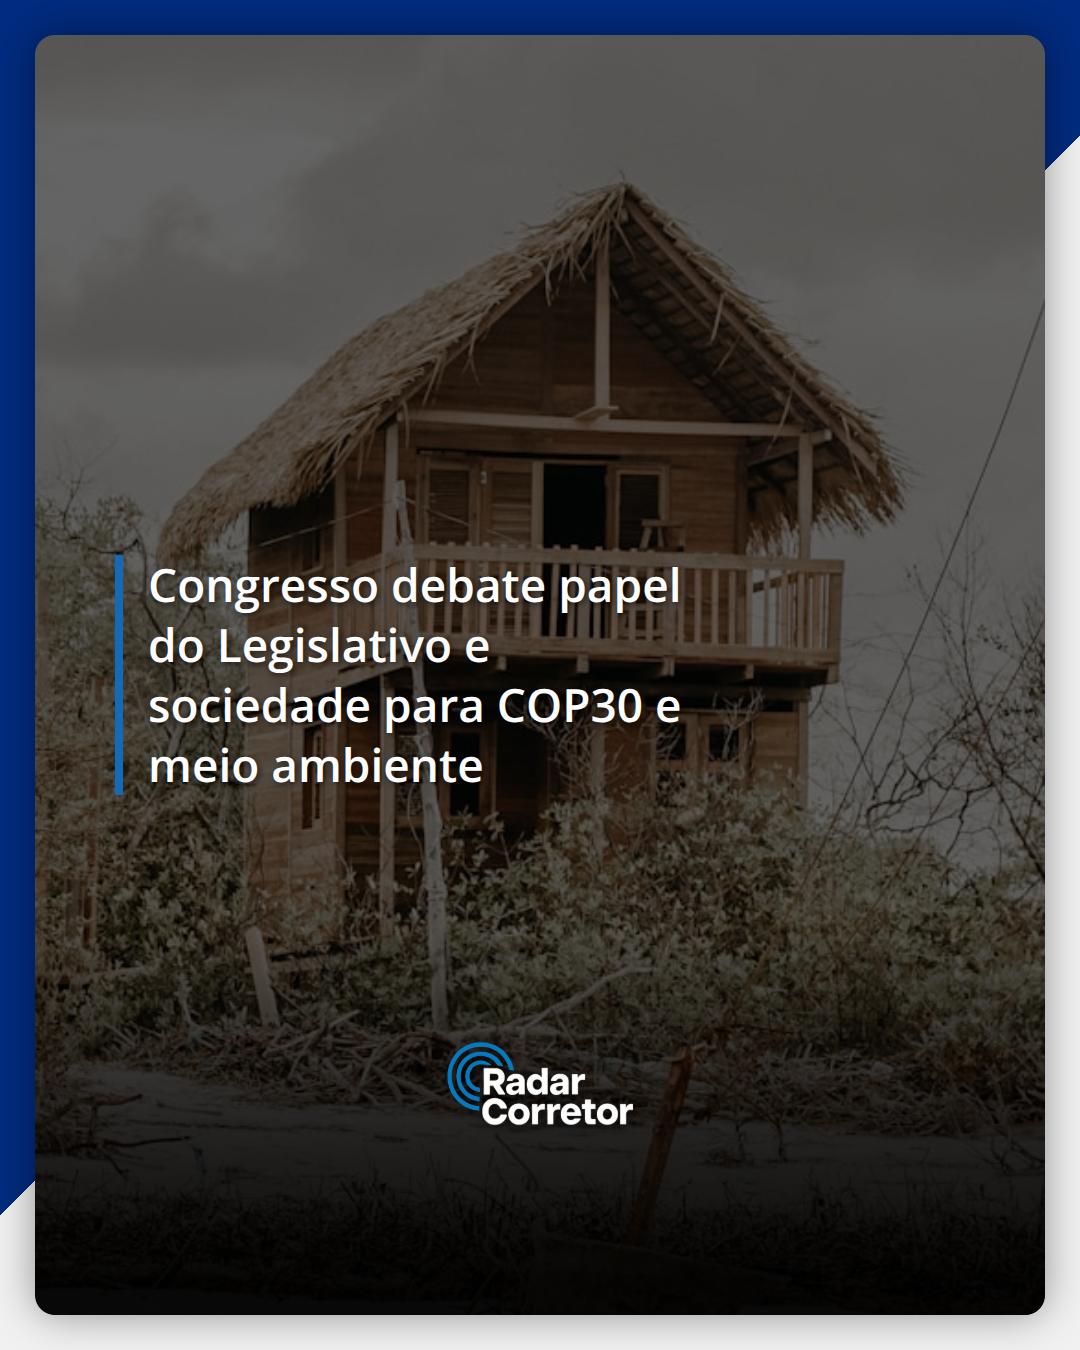 Congresso debate papel
do Legislativo e
sociedade para COP30 e
meio ambiente
Radar
Corretor